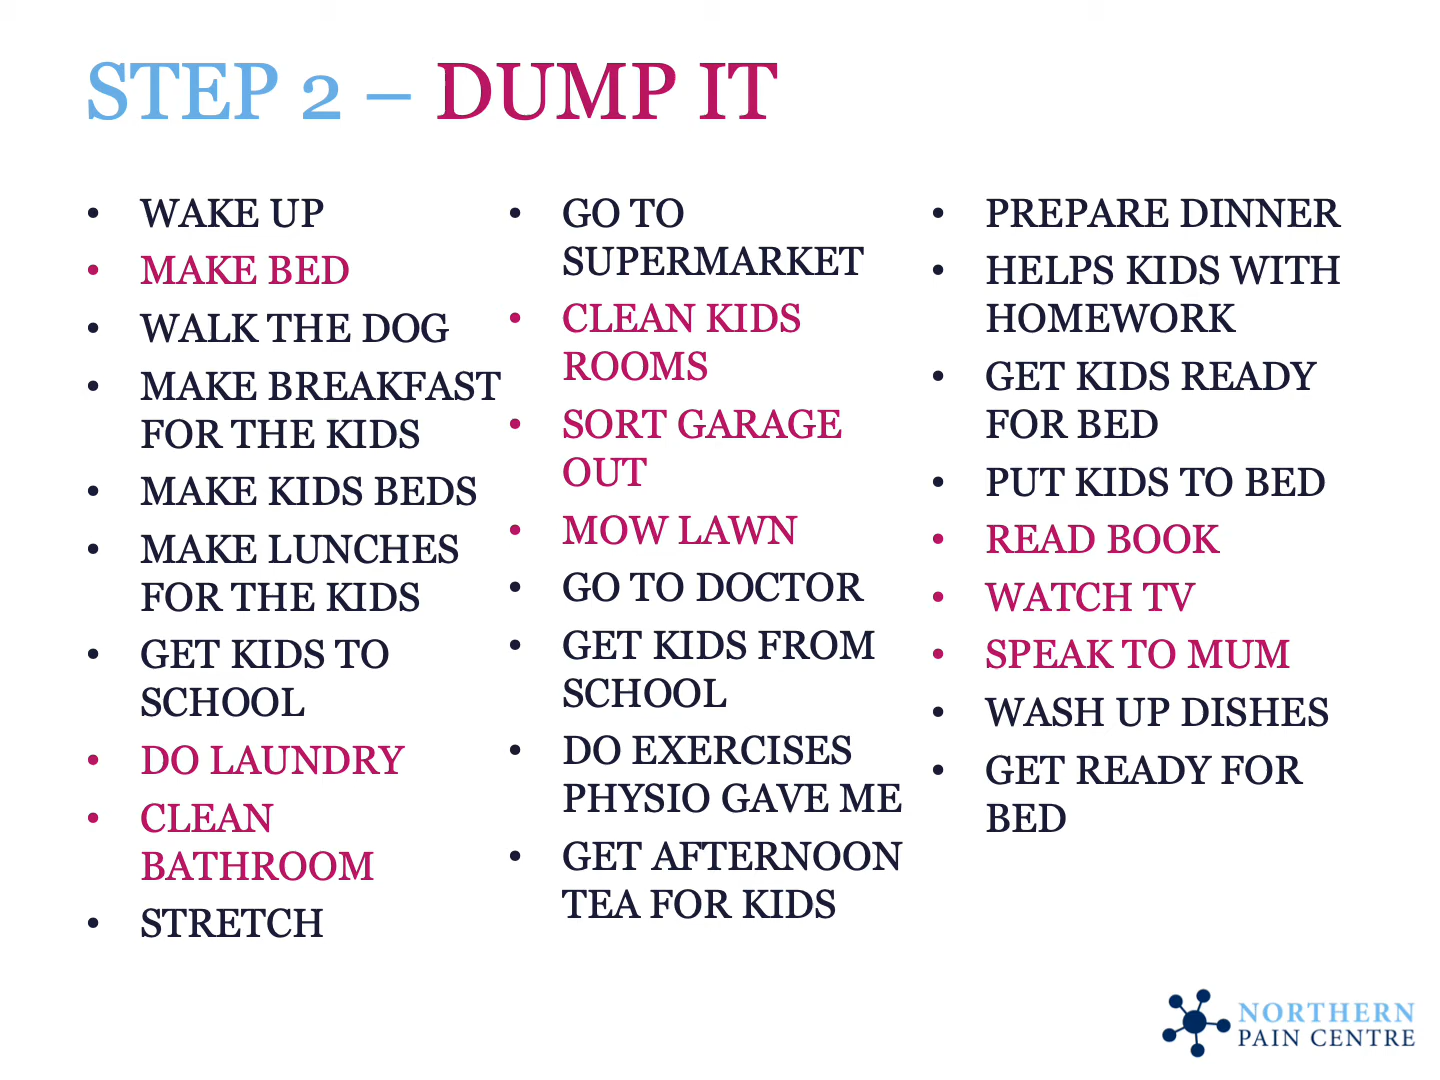 STEP 2 – DUMP IT
• WAKE UP
• MAKE BED
• WALK THE DOG
• MAKE BREAKFAST
FOR THE KIDS
• MAKE KIDS BEDS
• MAKE LUNCHES
FOR THE KIDS
• GET KIDS TO
SCHOOL
• DO LAUNDRY
• CLEAN
BATHROOM
• STRETCH
• GO TO
SUPERMARKET
• CLEAN KIDS
ROOMS
• SORT GARAGE
OUT
• MOW LAWN
• GO TO DOCTOR
• GET KIDS FROM
SCHOOL
• DO EXERCISES
PHYSIO GAVE ME
• GET AFTERNOON
TEA FOR KIDS
• PREPARE DINNER
• HELPS KIDS WITH
HOMEWORK
• GET KIDS READY
FOR BED
• PUT KIDS TO BED
• READ BOOK
• WATCH TV
• SPEAK TO MUM
• WASH UP DISHES
• GET READY FOR
BED
NORTHERN
PAIN CENTRE